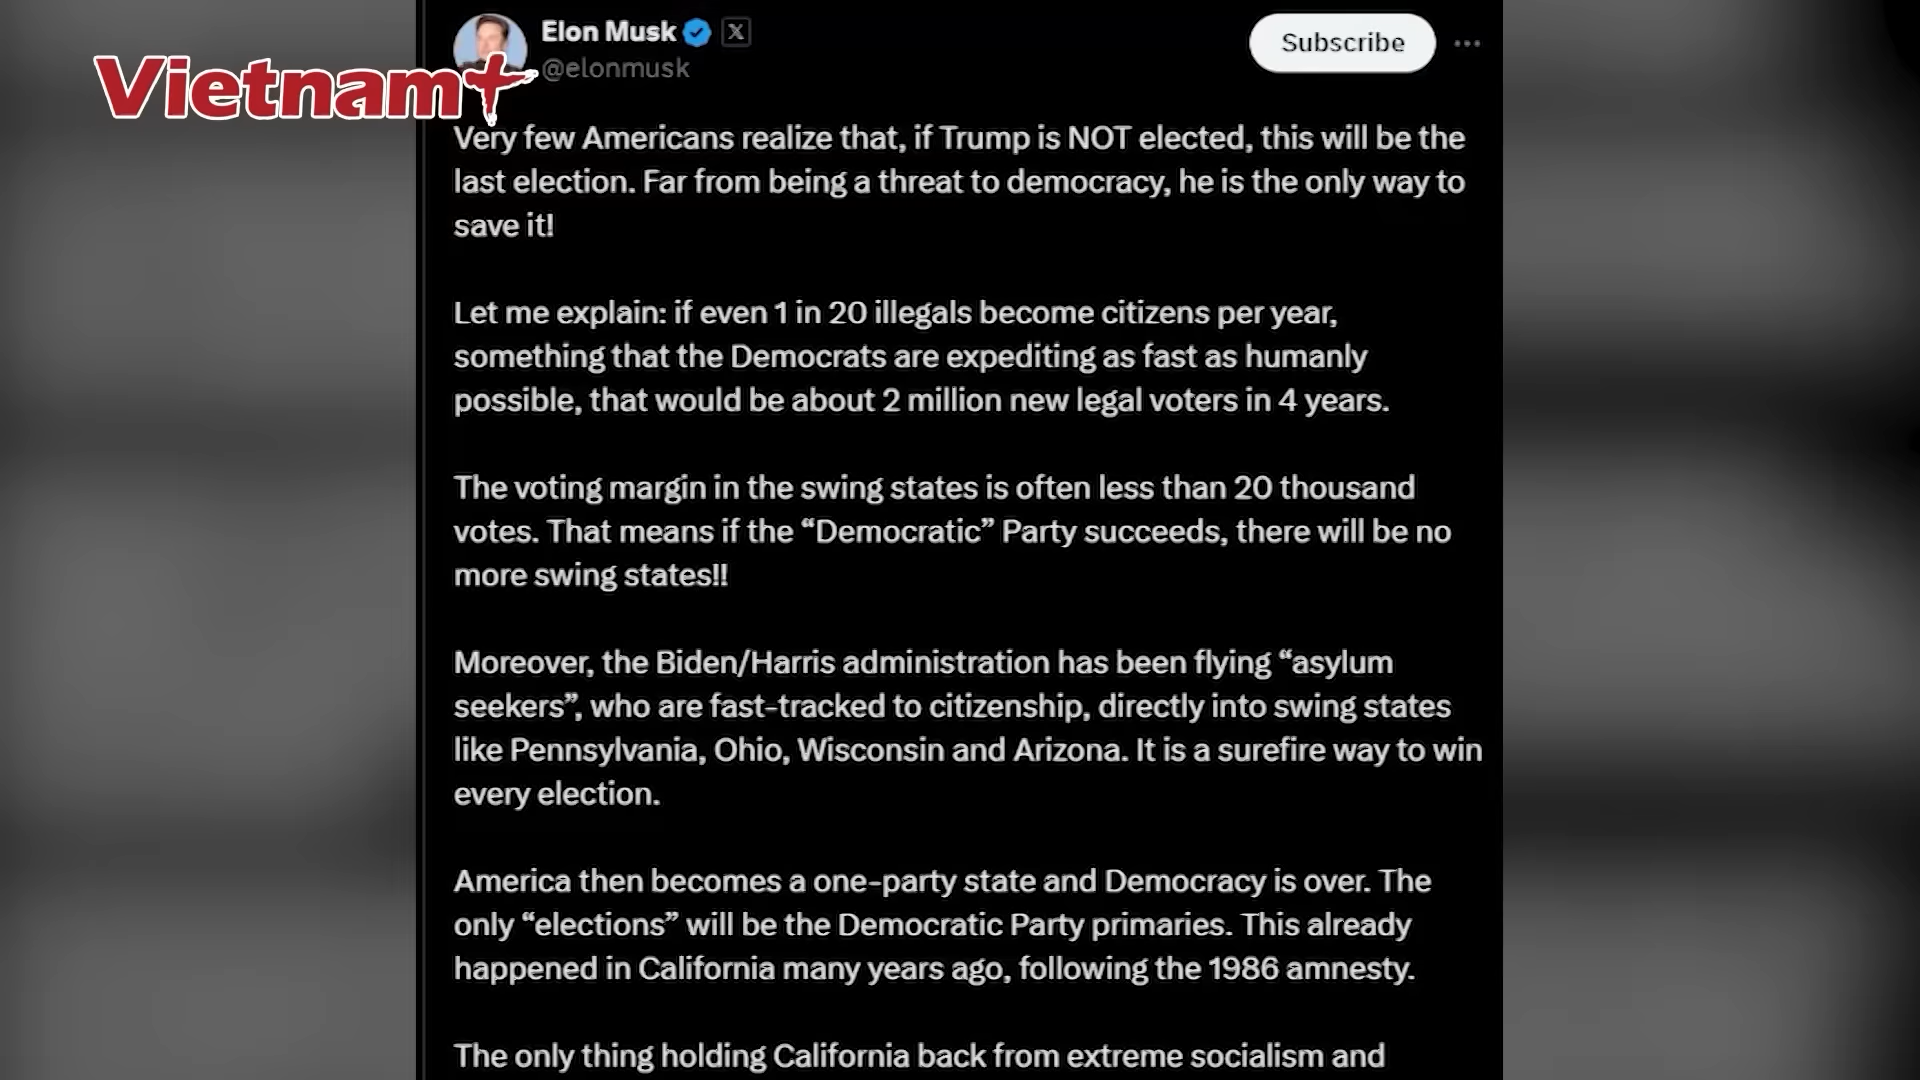 Elon Musk
@elonmusk
Subscribe
Vietnam+
Very few Americans realize that, if Trump is NOT elected, this will be the
last election. Far from being a threat to democracy, he is the only way to
save it!
Let me explain: if even 1 in 20 illegals become citizens per year,
something that the Democrats are expediting as fast as humanly
possible, that would be about 2 million new legal voters in 4 years.
The voting margin in the swing states is often less than 20 thousand
votes. That means if the “Democratic” Party succeeds, there will be no
more swing states!!
Moreover, the Biden/Harris administration has been flying “asylum
seekers”, who are fast-tracked to citizenship, directly into swing states
like Pennsylvania, Ohio, Wisconsin and Arizona. It is a surefire way to win
every election.
America then becomes a one-party state and Democracy is over. The
only “elections” will be the Democratic Party primaries. This already
happened in California many years ago, following the 1986 amnesty.
The only thing holding California back from extreme socialism and